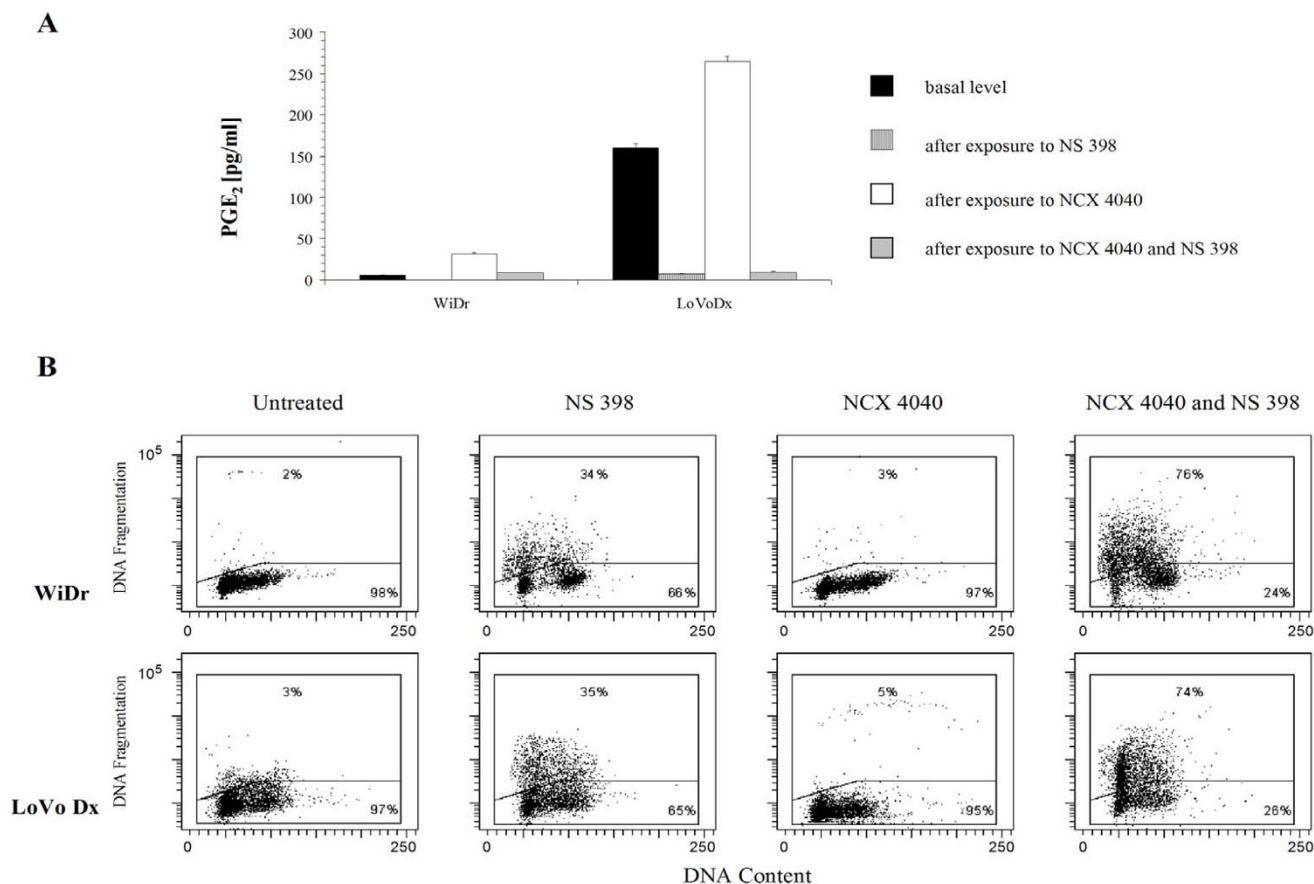 A
300
250
200
150
100
50
0
PGE2 [pg/ml]
WiDr
LoVoDx
basal level
after exposure to NS 398
after exposure to NCX 4040
after exposure to NCX 4040 and NS 398
B
Untreated
NS 398
NCX 4040
NCX 4040 and NS 398
WiDr
DNA Fragmentation
10^5
2%
98%
0 250
34%
66%
0 250
3%
97%
0 250
76%
24%
0 250
LoVo Dx
DNA Fragmentation
10^5
3%
97%
0 250
35%
65%
0 250
5%
95%
0 250
74%
26%
0 250
DNA Content